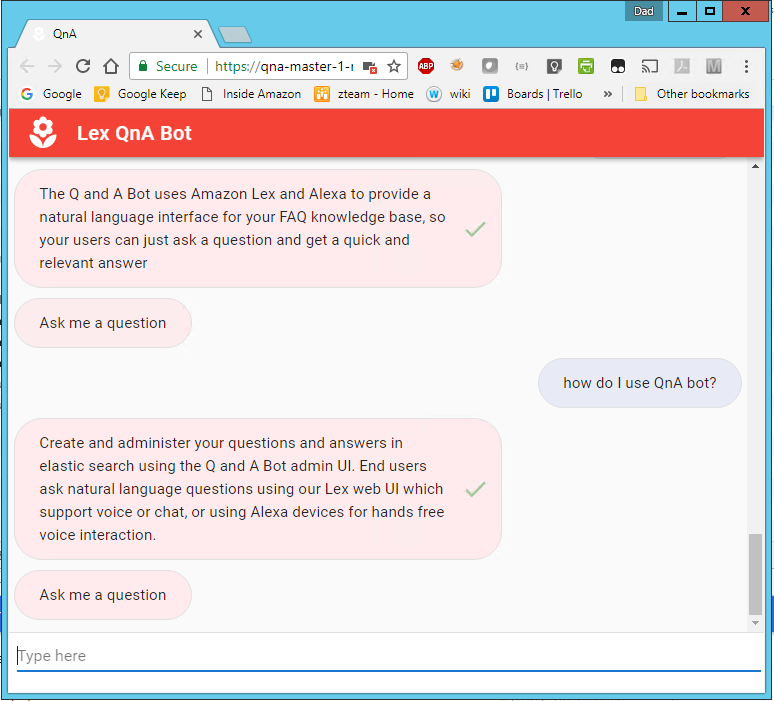 Dad
QnA
Secure
https://qna-master-1-r
ABP
Google
Google Keep
Inside Amazon
zteam - Home
wiki
Boards | Trello
»
Other bookmarks
Lex QnA Bot
The Q and A Bot uses Amazon Lex and Alexa to provide a
natural language interface for your FAQ knowledge base, so
your users can just ask a question and get a quick and
relevant answer
Ask me a question
how do I use QnA bot?
Create and administer your questions and answers in
elastic search using the Q and A Bot admin UI. End users
ask natural language questions using our Lex web UI which
support voice or chat, or using Alexa devices for hands free
voice interaction.
Ask me a question
Type here